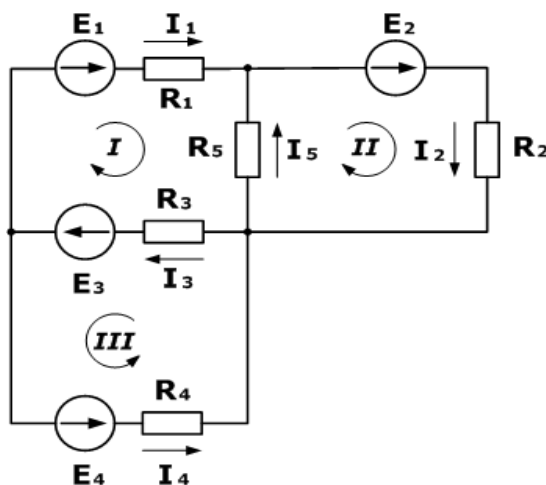 E₁ I₁ E₂
R₁
I R₅ I₅ II I₂ R₂
R₃
E₃ I₃
III
R₄
E₄ I₄